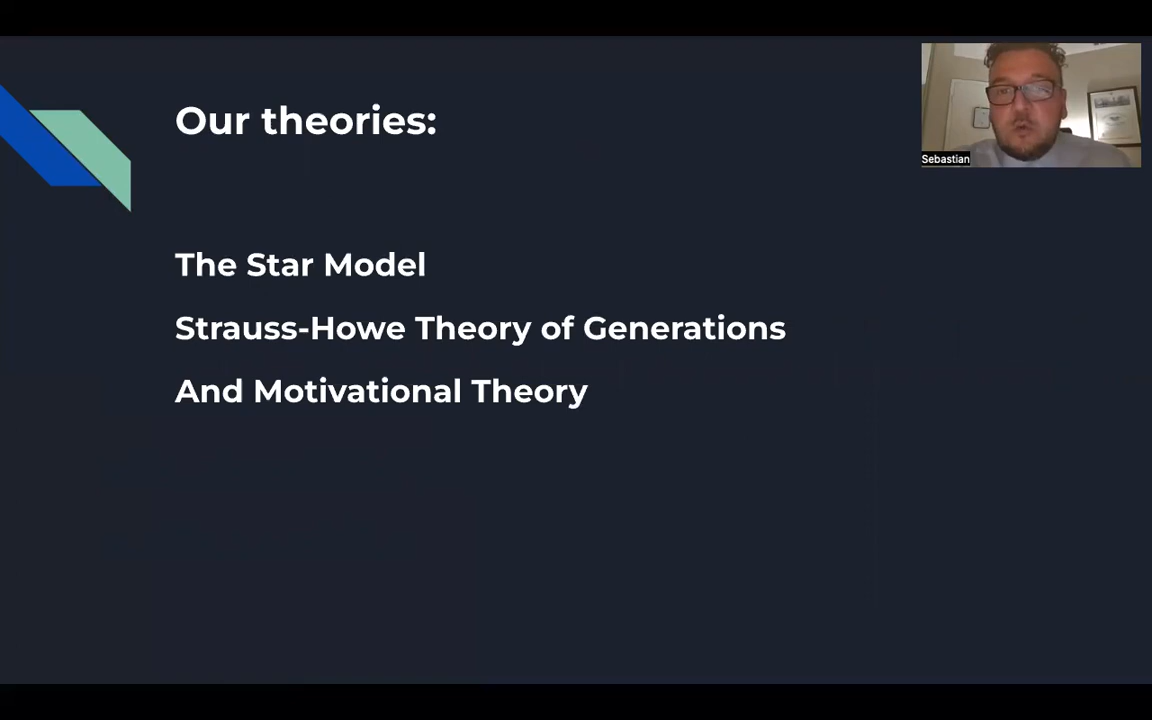 Our theories:
Sebastian
The Star Model
Strauss-Howe Theory of Generations
And Motivational Theory